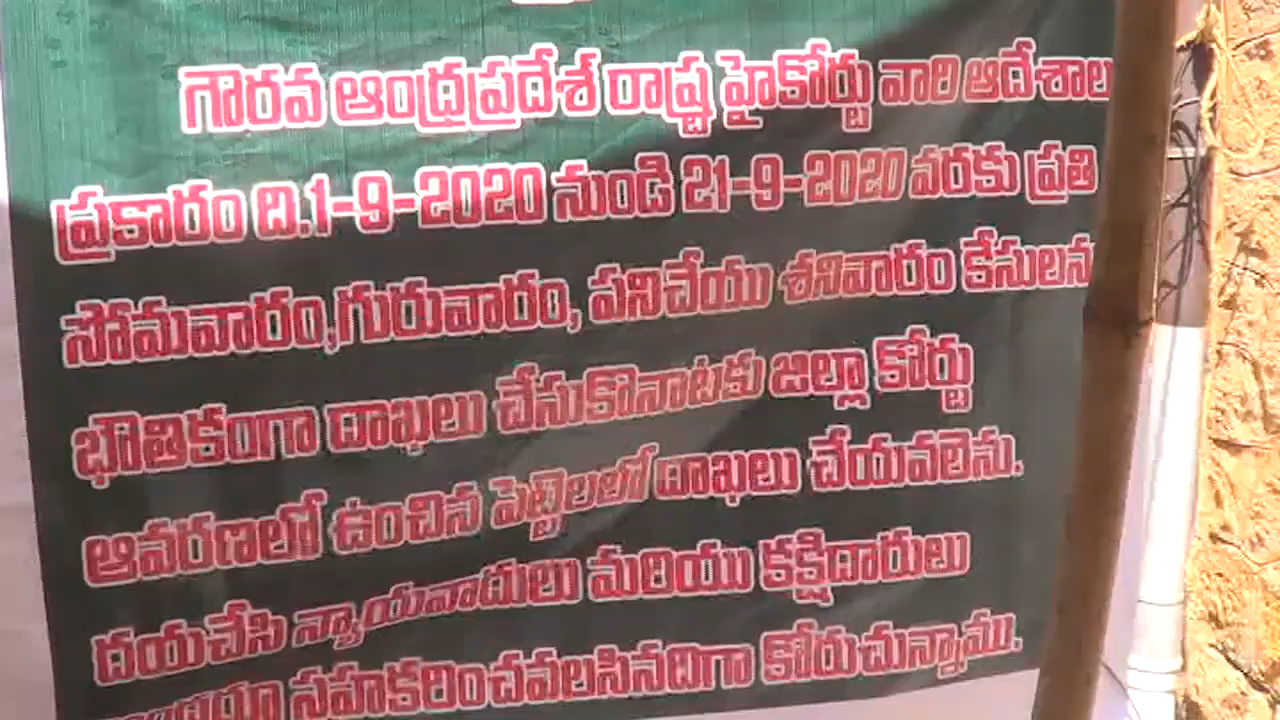 గౌరవ ఆంధ్రప్రదేశ్ రాష్ట్ర హైకోర్టు వారి ఆదేశాల
ప్రకారం ది.1-9-2020 నుండి 21-9-2020 వరకు ప్రతి
సోమవారం,గురువారం, పనిచేయు శనివారం కేసులను
భౌతికంగా దాఖలు చేసుకొనాటకు జిల్లా కోర్టు
ఆవరణలో ఉంచిన పెట్టెలలో దాఖలు చేయవలెను.
దయచేసి న్యాయవాదులు మరియు కక్షిదారులు
సహకరించవలసినదిగా కోరుచున్నాము.